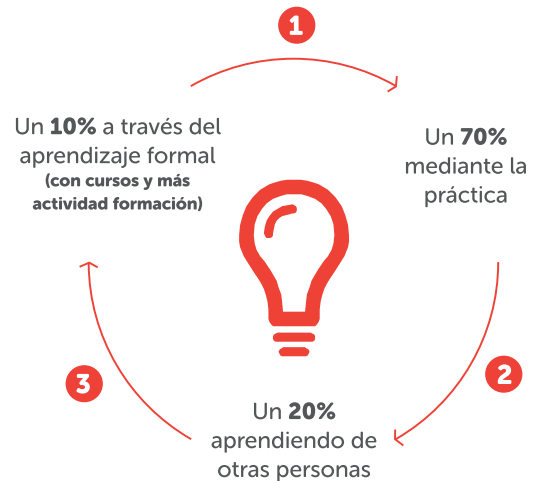 1
Un 10% a través del
aprendizaje formal
(con cursos y más
actividad formación)
Un 70%
mediante la
práctica
2
Un 20%
aprendiendo de
otras personas
3